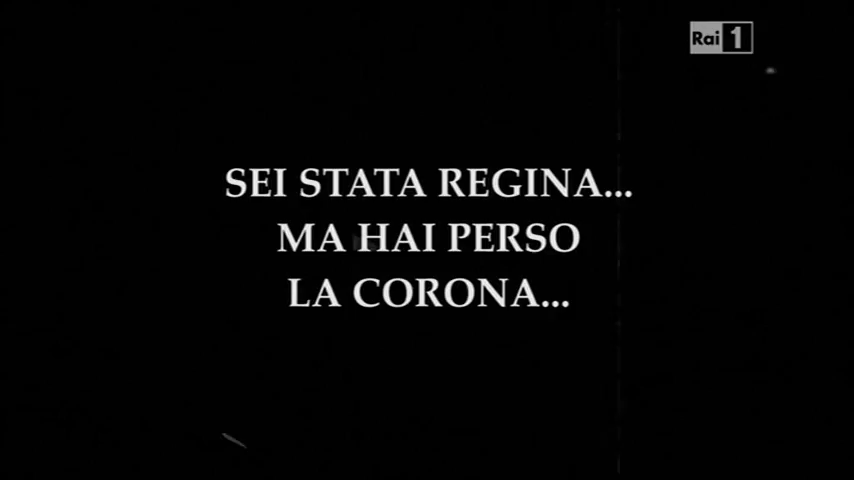 Rai 1
SEI STATA REGINA...
MA HAI PERSO
LA CORONA...